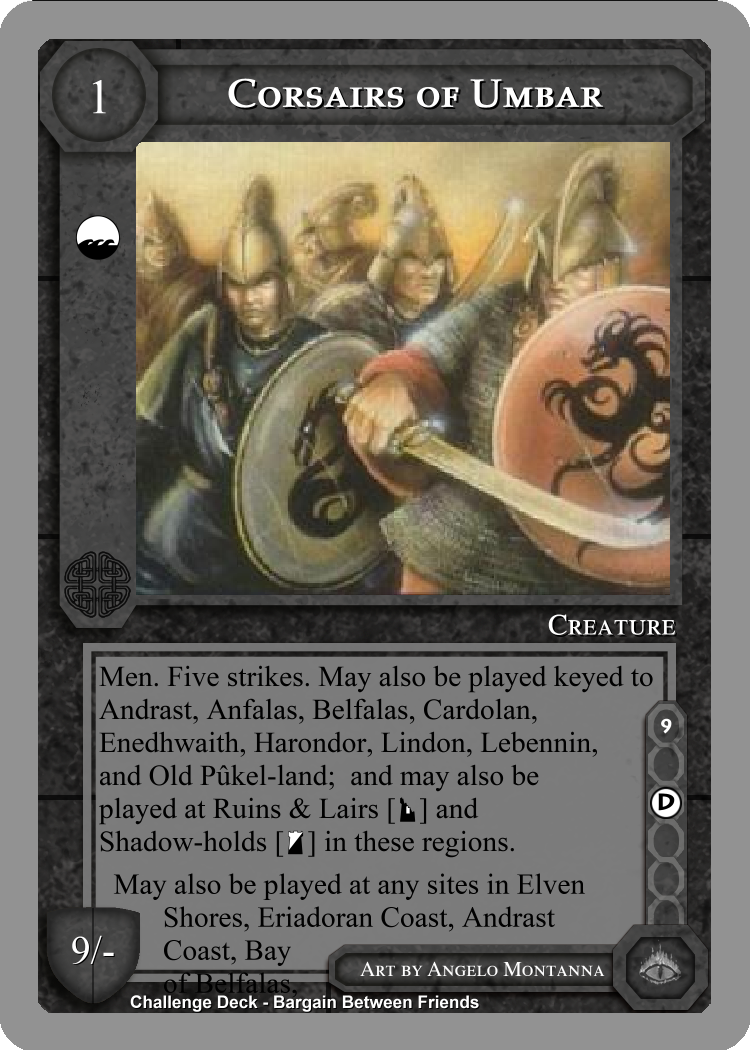 1
CORSAIRS OF UMBAR
CREATURE
Men. Five strikes. May also be played keyed to
Andrast, Anfalas, Belfalas, Cardolan,
Enedhwaith, Harondor, Lindon, Lebennin,
and Old Pûkel-land; and may also be
played at Ruins & Lairs [ ] and
Shadow-holds [ ] in these regions.
May also be played at any sites in Elven
Shores, Eriadoran Coast, Andrast
Coast, Bay
of Belfalas,
9
D
9/-
ART BY ANGELO MONTANNA
Challenge Deck - Bargain Between Friends